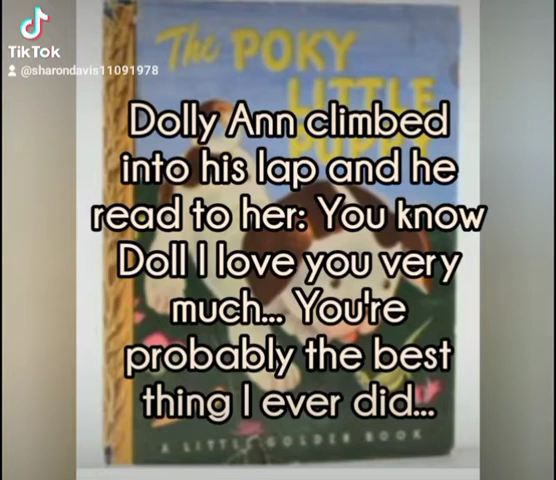 TikTok
@sharondavis11091978
The POKY
LITTLE
PUPPY
Dolly Ann climbed
into his lap and he
read to her: You know
Doll I love you very
much... You're
probably the best
thing I ever did...
A LITTLE GOLDEN BOOK